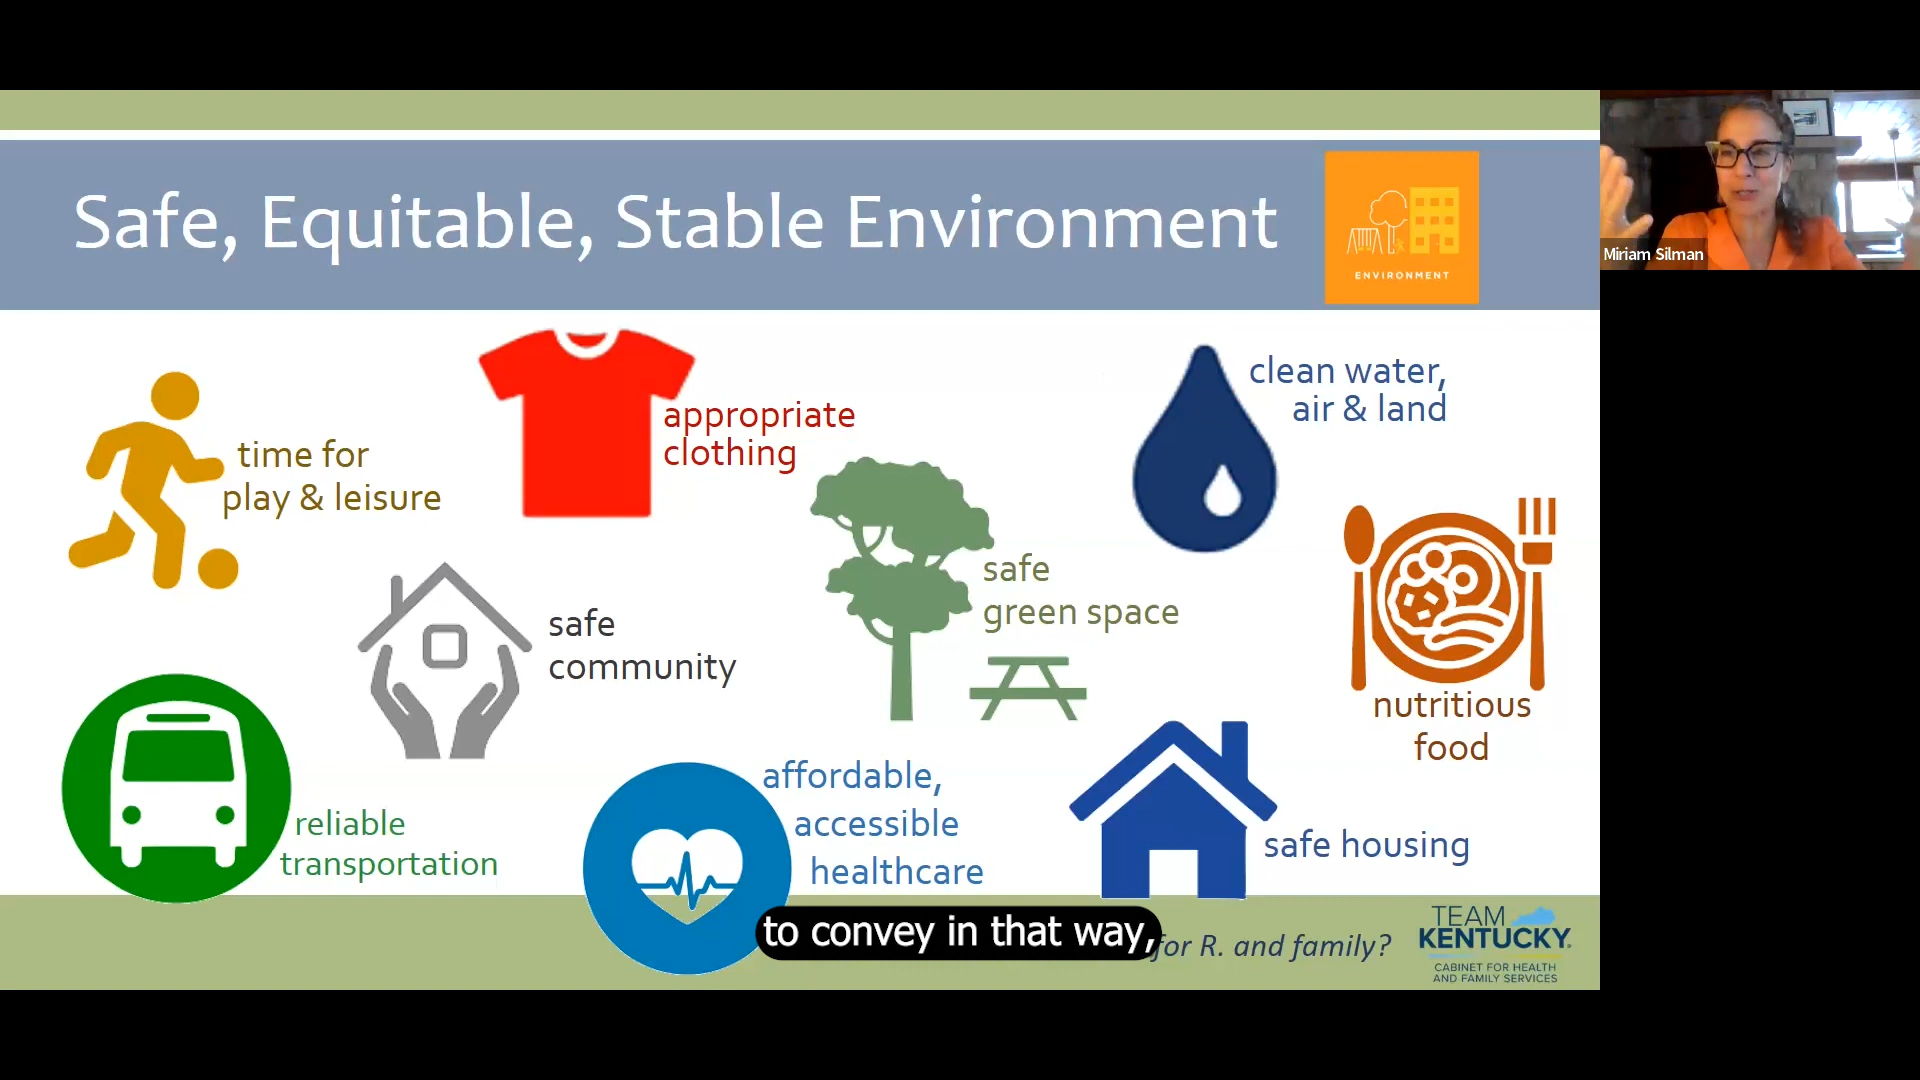 Safe, Equitable, Stable Environment
ENVIRONMENT
Miriam Silman
time for
play & leisure
appropriate
clothing
clean water,
air & land
safe
green space
safe
community
nutritious
food
reliable
transportation
affordable,
accessible
healthcare
safe housing
to convey in that way,
for R. and family?
TEAM
KENTUCKY
CABINET FOR HEALTH
AND FAMILY SERVICES